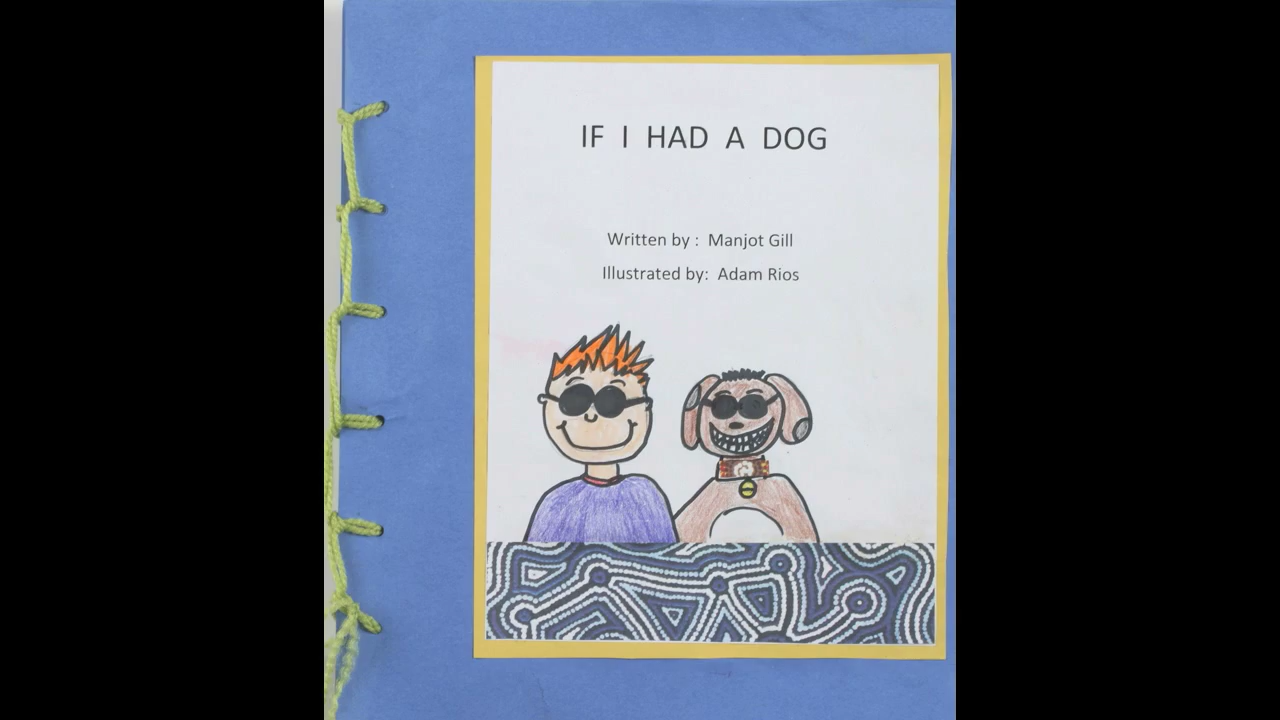 IF I HAD A DOG
Written by : Manjot Gill
Illustrated by: Adam Rios